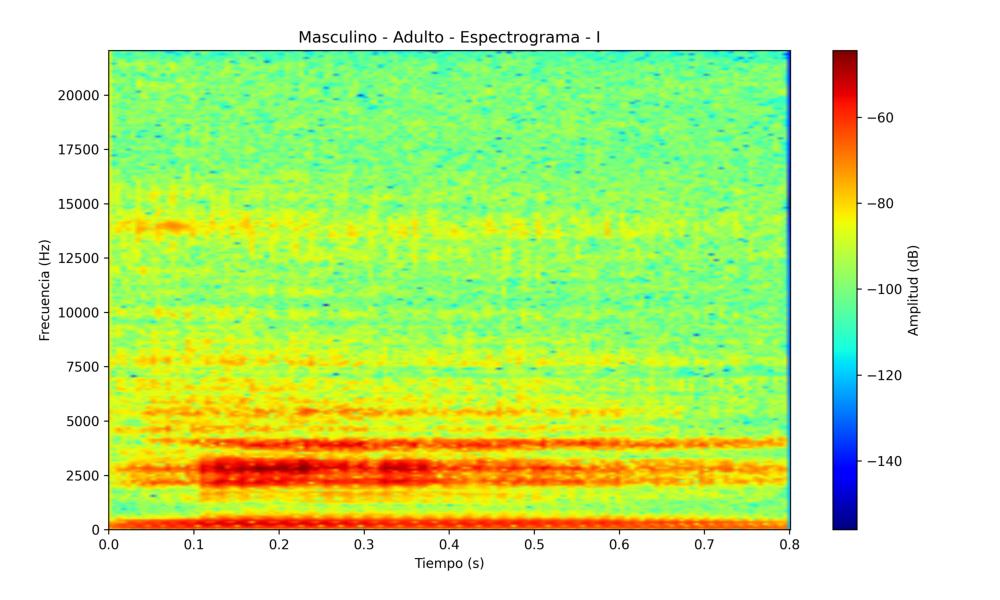 Masculino - Adulto - Espectrograma - I
Frecuencia (Hz)
20000
17500
15000
12500
10000
7500
5000
2500
0
0.0 0.1 0.2 0.3 0.4 0.5 0.6 0.7 0.8
Tiempo (s)
−60
−80
−100
−120
−140
Amplitud (dB)